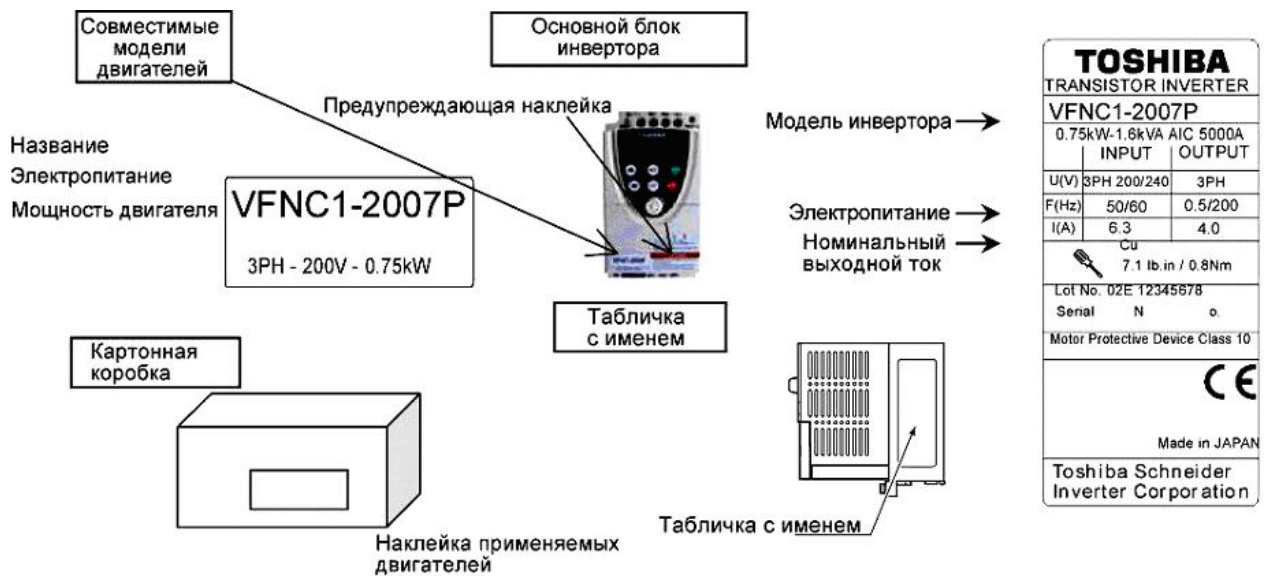 Совместимые
модели
двигателей
Основной блок
инвертора
Предупреждающая наклейка
Название
Электропитание
Мощность двигателя
VFNC1-2007P
3PH - 200V - 0.75kW
Табличка
с именем
Картонная
коробка
Наклейка применяемых
двигателей
Табличка с именем
Модель инвертора
Электропитание
Номинальный
выходной ток
TOSHIBA
TRANSISTOR INVERTER
VFNC1-2007P
0.75kW-1.6kVA AIC 5000A
INPUT OUTPUT
U(V) 3PH 200/240 3PH
F(Hz) 50/60 0.5/200
I(A) 6.3 4.0
Cu
7.1 lb.in / 0.8Nm
Lot No. 02E 12345678
Serial N o.
Motor Protective Device Class 10
CE
Made in JAPAN
Toshiba Schneider
Inverter Corporation